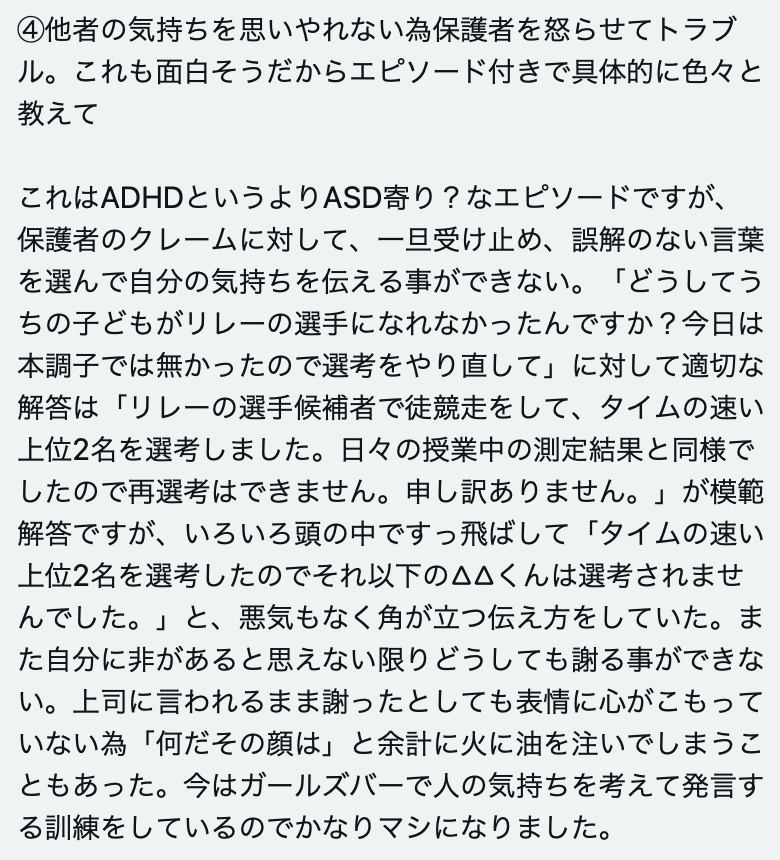 ④他者の気持ちを思いやれない為保護者を怒らせてトラブ
ル。これも面白そうだからエピソード付きで具体的に色々と
教えて
これはADHDというよりASD寄り？なエピソードですが、
保護者のクレームに対して、一旦受け止め、誤解のない言葉
を選んで自分の気持ちを伝える事ができない。「どうしてう
ちの子どもがリレーの選手になれなかったんですか？今日は
本調子では無かったので選考をやり直して」に対して適切な
解答は「リレーの選手候補者で徒競走をして、タイムの速い
上位2名を選考しました。日々の授業中の測定結果と同様で
したので再選考はできません。申し訳ありません。」が模範
解答ですが、いろいろ頭の中ですっ飛ばして「タイムの速い
上位2名を選考したのでそれ以下の△△くんは選考されませ
んでした。」と、悪気もなく角が立つ伝え方をしていた。ま
た自分に非があると思えない限りどうしても謝る事ができな
い。上司に言われるまま謝ったとしても表情に心がこもって
いない為「何だその顔は」と余計に火に油を注いでしまうこ
ともあった。今はガールズバーで人の気持ちを考えて発言す
る訓練をしているのでかなりマシになりました。